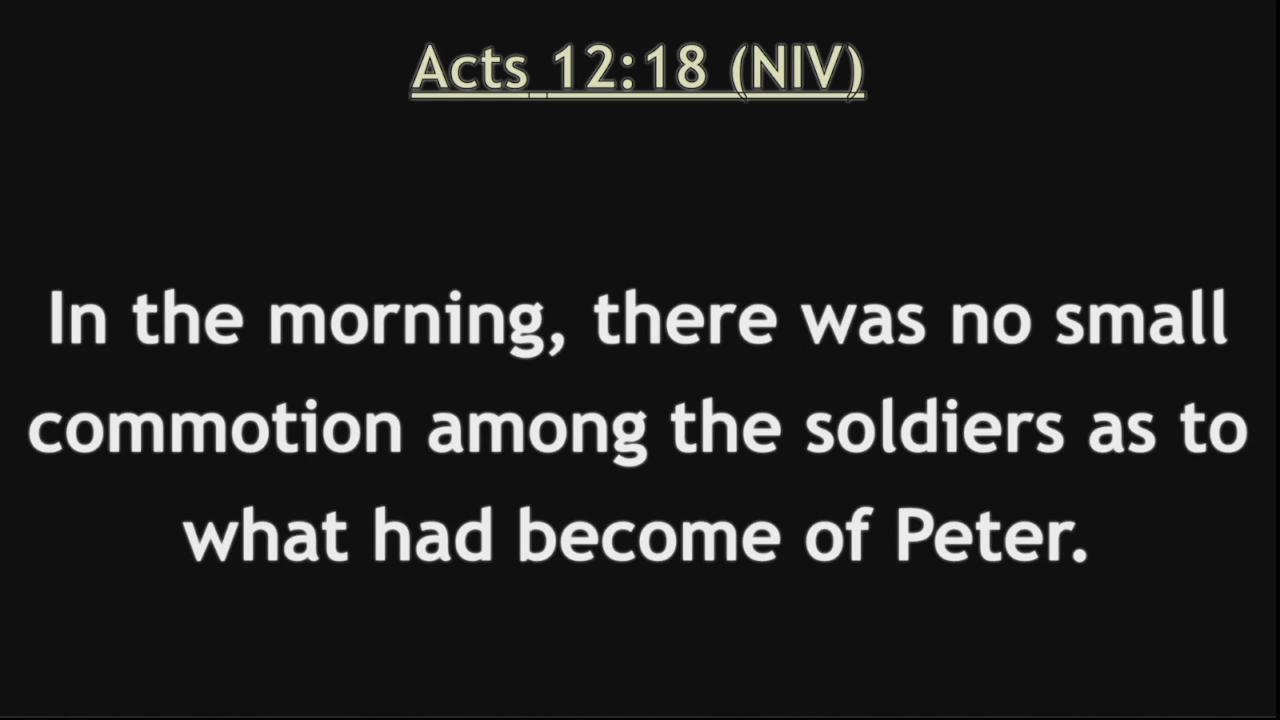 Acts 12:18 (NIV)
In the morning, there was no small
commotion among the soldiers as to
what had become of Peter.